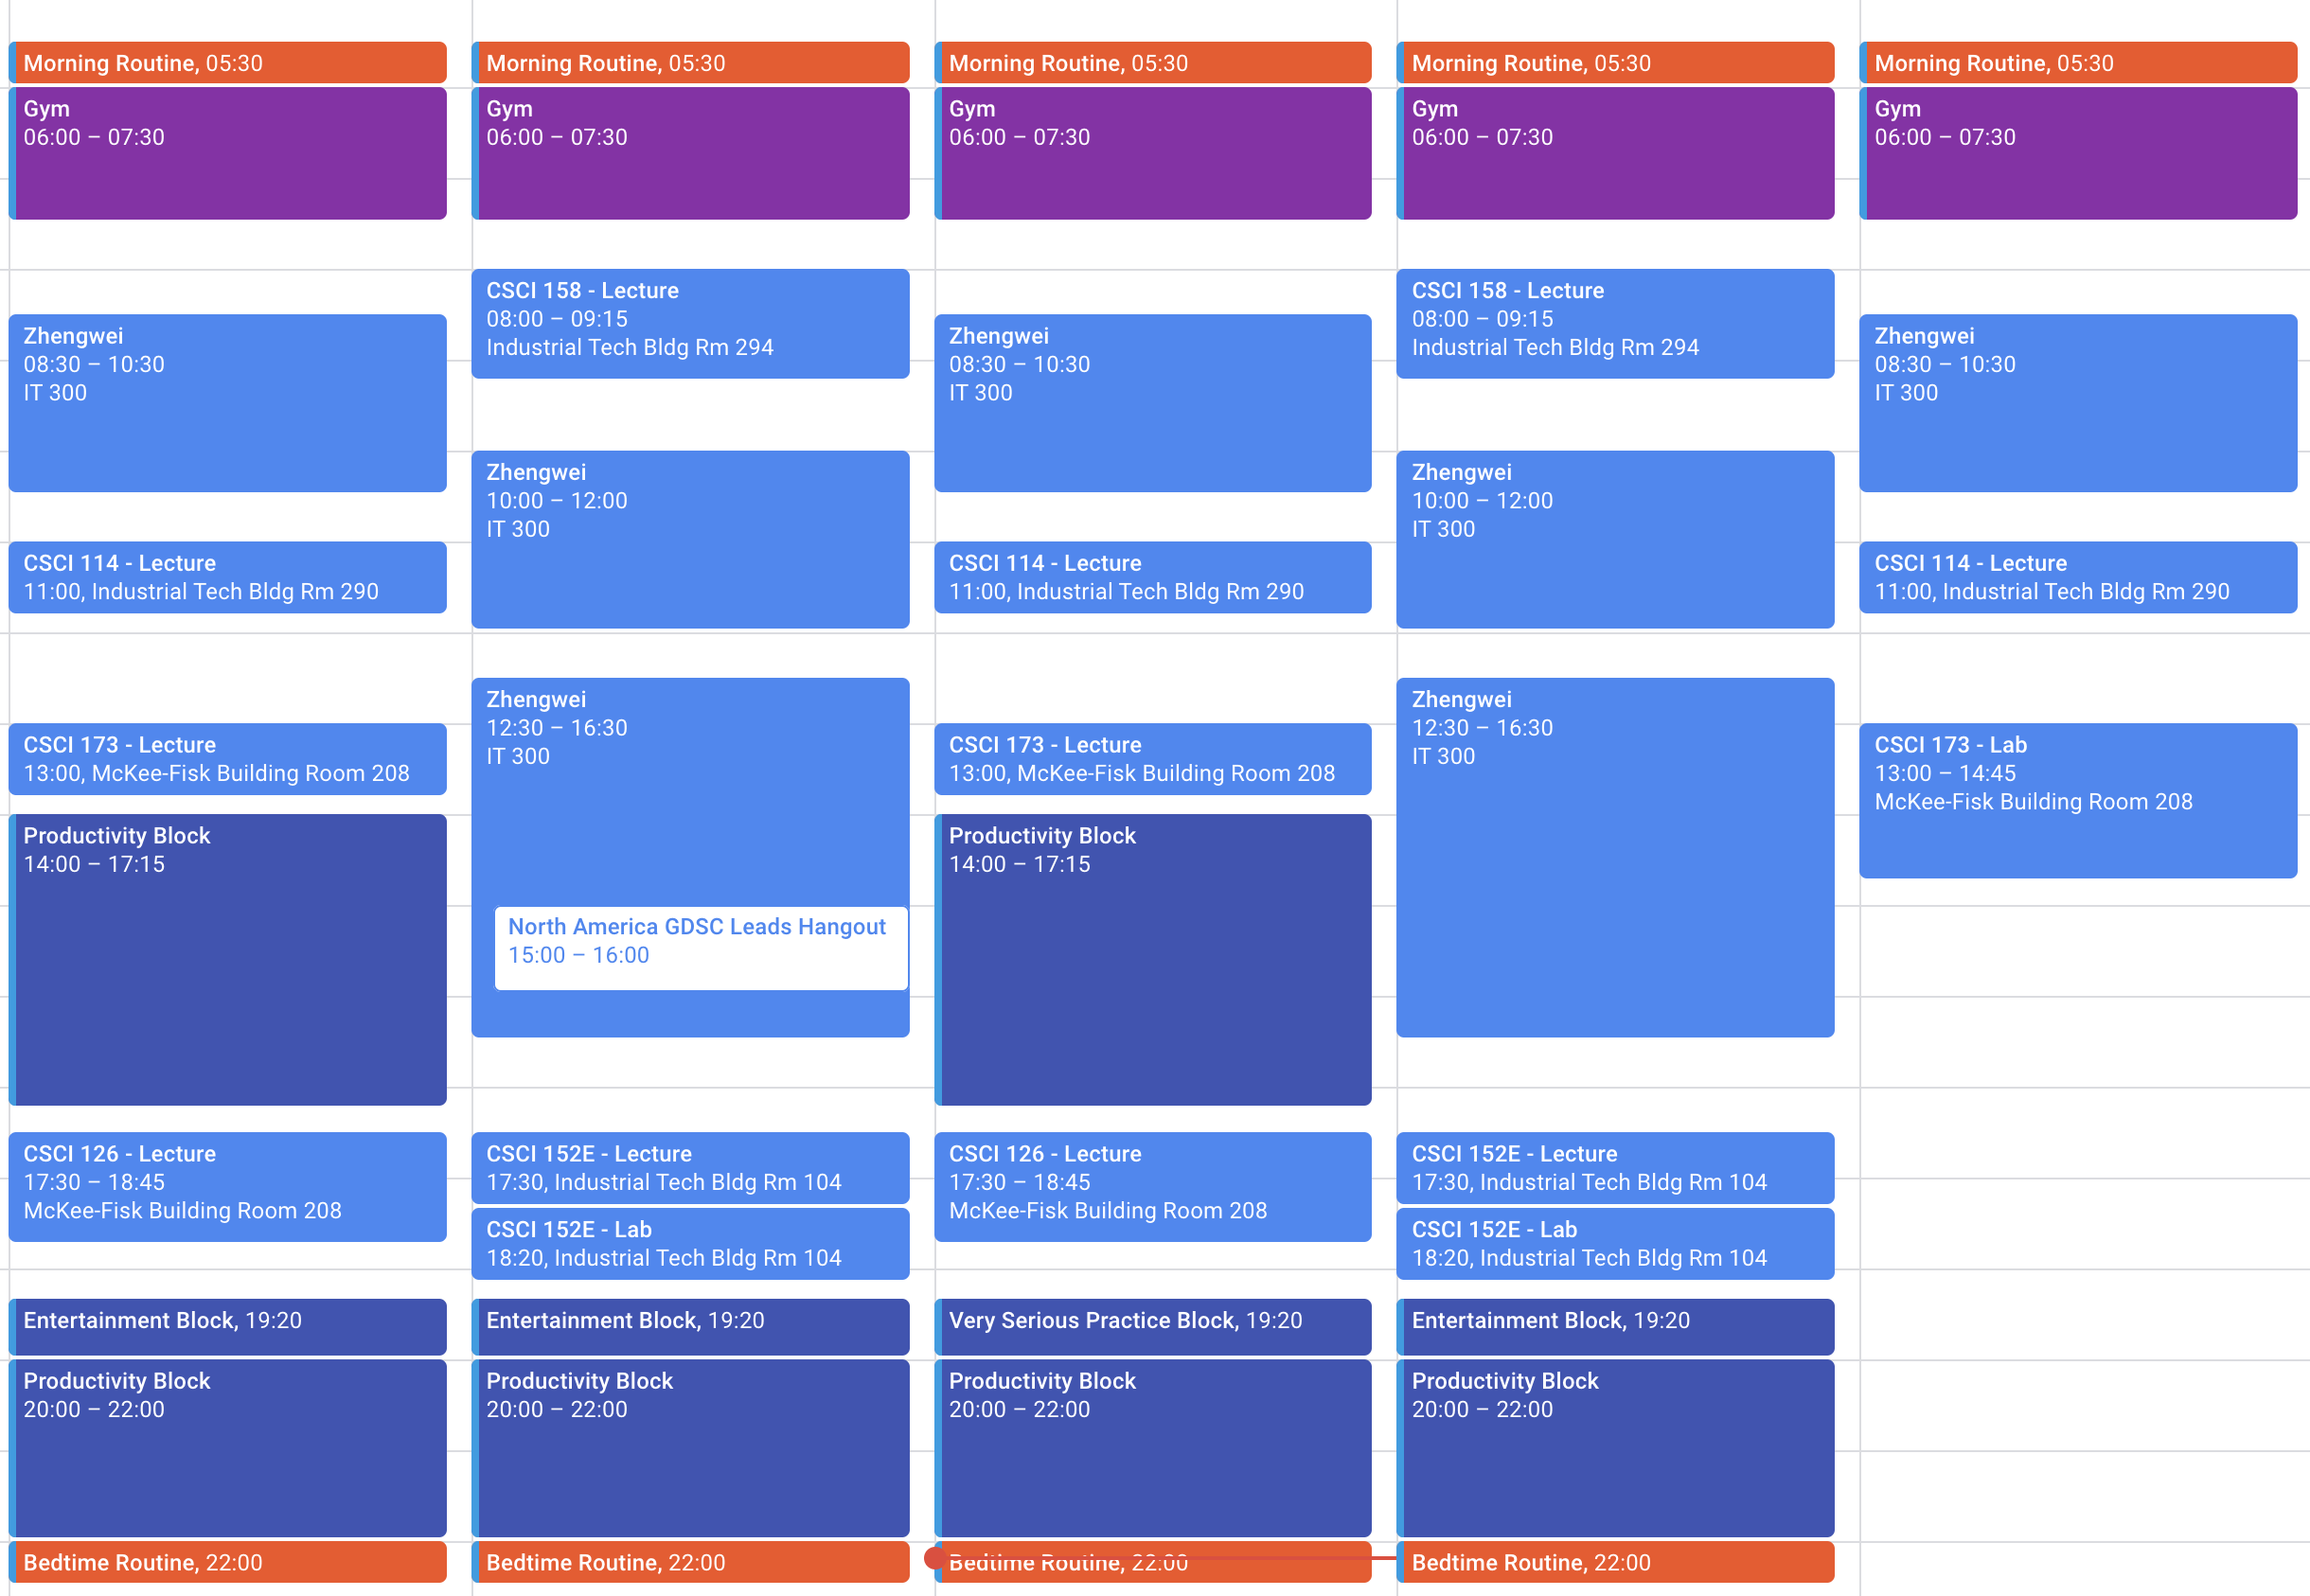 Morning Routine, 05:30
Gym
06:00 – 07:30
Zhengwei
08:30 – 10:30
IT 300
CSCI 114 - Lecture
11:00, Industrial Tech Bldg Rm 290
CSCI 173 - Lecture
13:00, McKee-Fisk Building Room 208
Productivity Block
14:00 – 17:15
CSCI 126 - Lecture
17:30 – 18:45
McKee-Fisk Building Room 208
Entertainment Block, 19:20
Productivity Block
20:00 – 22:00
Bedtime Routine, 22:00
Morning Routine, 05:30
Gym
06:00 – 07:30
CSCI 158 - Lecture
08:00 – 09:15
Industrial Tech Bldg Rm 294
Zhengwei
10:00 – 12:00
IT 300
Zhengwei
12:30 – 16:30
IT 300
North America GDSC Leads Hangout
15:00 – 16:00
CSCI 152E - Lecture
17:30, Industrial Tech Bldg Rm 104
CSCI 152E - Lab
18:20, Industrial Tech Bldg Rm 104
Entertainment Block, 19:20
Productivity Block
20:00 – 22:00
Bedtime Routine, 22:00
Morning Routine, 05:30
Gym
06:00 – 07:30
Zhengwei
08:30 – 10:30
IT 300
CSCI 114 - Lecture
11:00, Industrial Tech Bldg Rm 290
CSCI 173 - Lecture
13:00, McKee-Fisk Building Room 208
Productivity Block
14:00 – 17:15
CSCI 126 - Lecture
17:30 – 18:45
McKee-Fisk Building Room 208
Very Serious Practice Block, 19:20
Productivity Block
20:00 – 22:00
Bedtime Routine, 22:00
Morning Routine, 05:30
Gym
06:00 – 07:30
CSCI 158 - Lecture
08:00 – 09:15
Industrial Tech Bldg Rm 294
Zhengwei
10:00 – 12:00
IT 300
Zhengwei
12:30 – 16:30
IT 300
CSCI 152E - Lecture
17:30, Industrial Tech Bldg Rm 104
CSCI 152E - Lab
18:20, Industrial Tech Bldg Rm 104
Entertainment Block, 19:20
Productivity Block
20:00 – 22:00
Bedtime Routine, 22:00
Morning Routine, 05:30
Gym
06:00 – 07:30
Zhengwei
08:30 – 10:30
IT 300
CSCI 114 - Lecture
11:00, Industrial Tech Bldg Rm 290
CSCI 173 - Lab
13:00 – 14:45
McKee-Fisk Building Room 208